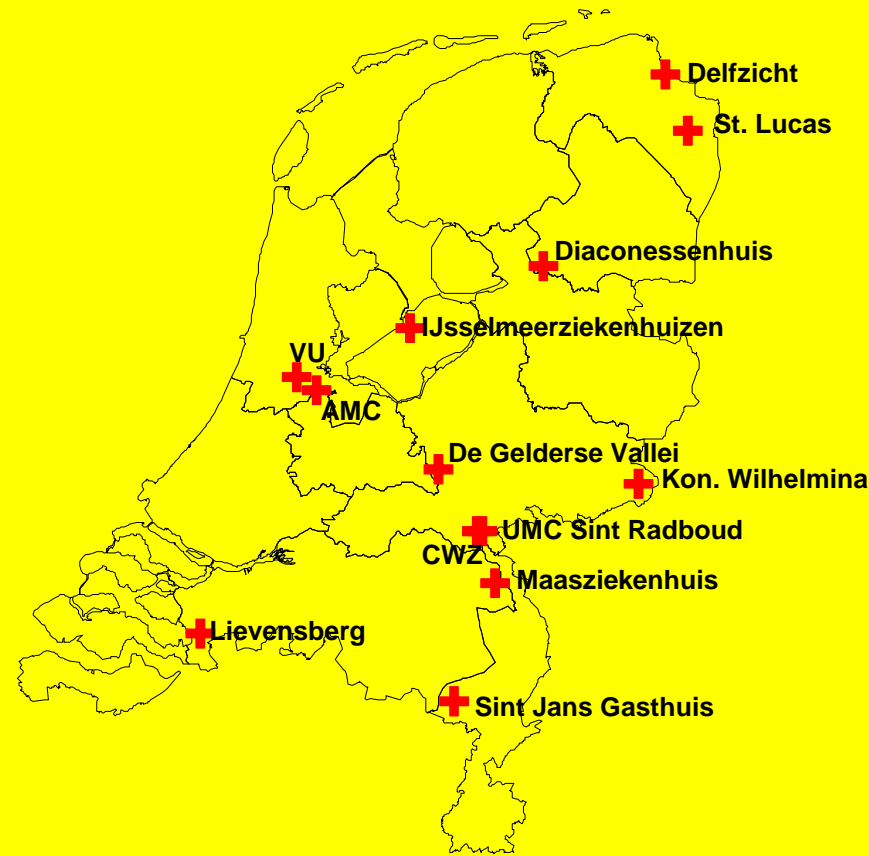 Delfzicht
St. Lucas
Diaconessenhuis
IJsselmeerziekenhuizen
VU
AMC
De Gelderse Vallei
Kon. Wilhelmina
UMC Sint Radboud
CWZ
Maasziekenhuis
Lievensberg
Sint Jans Gasthuis